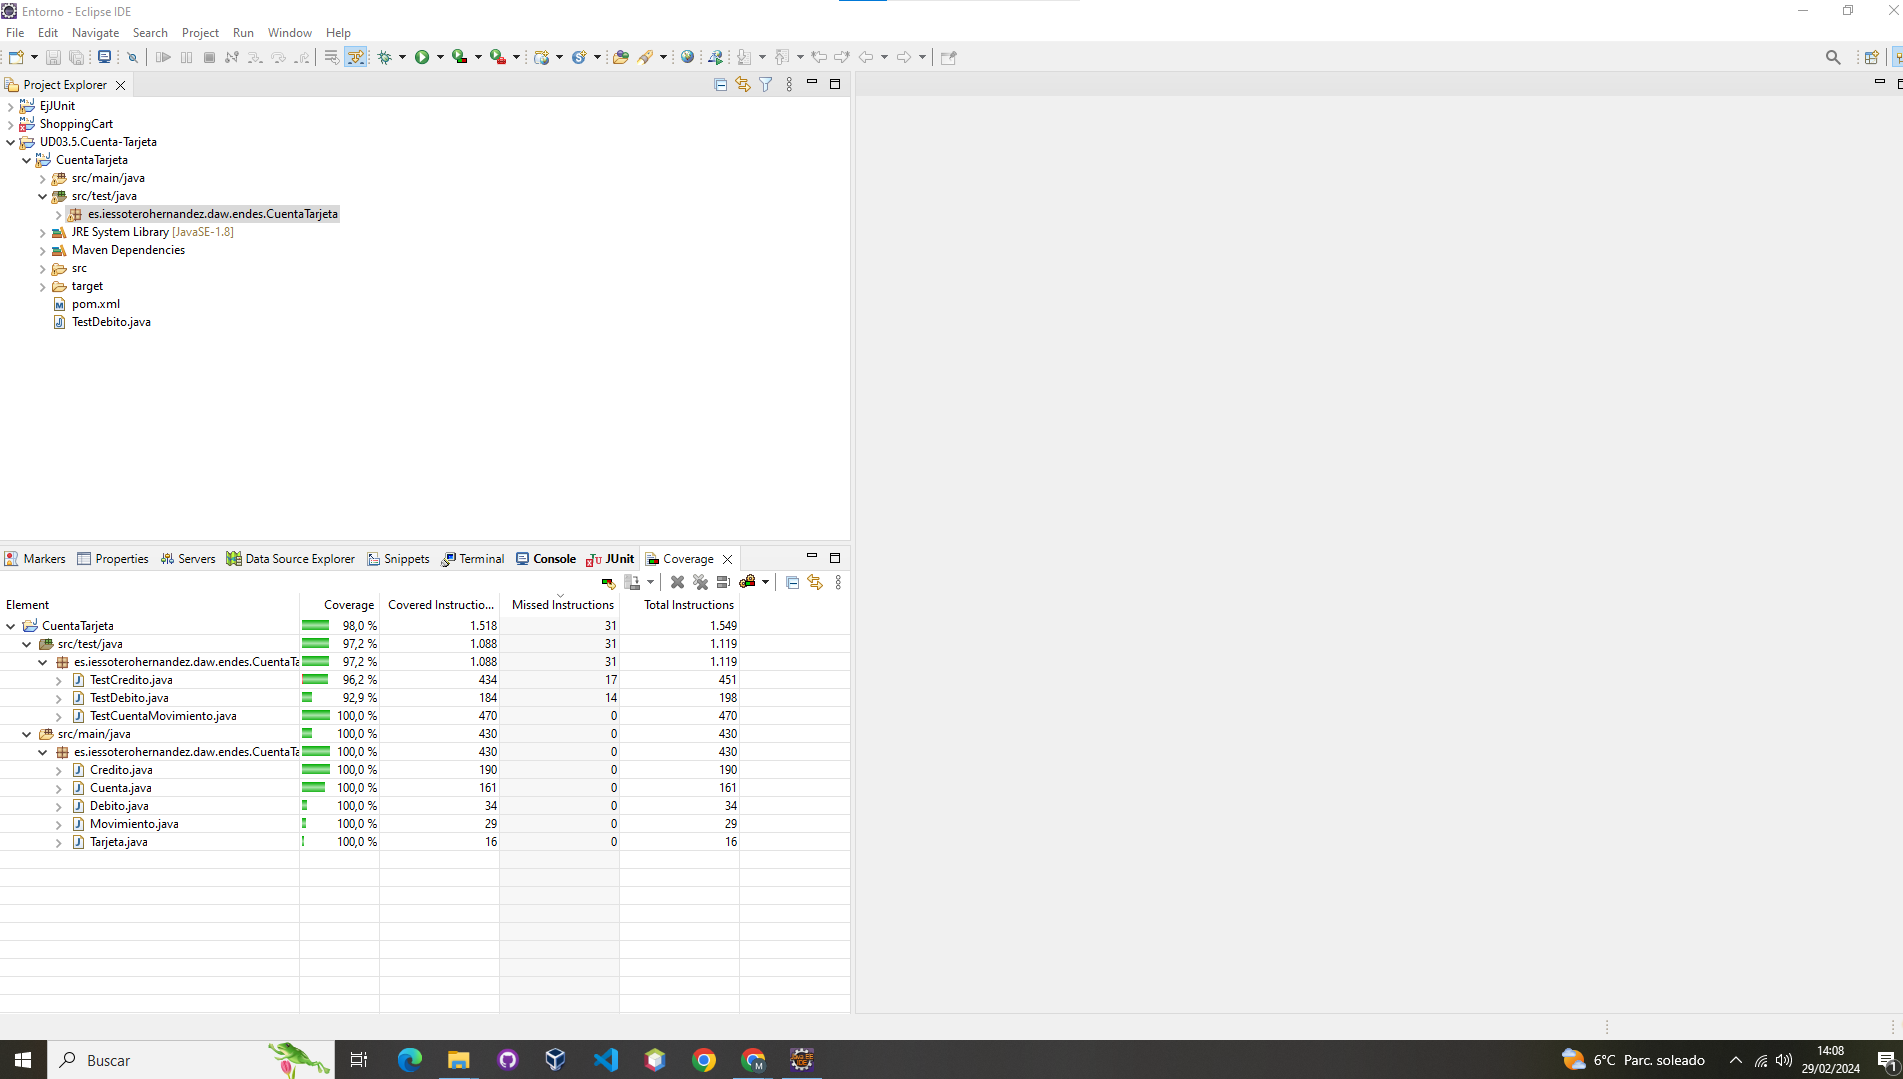 Entorno - Eclipse IDE
File Edit Navigate Search Project Run Window Help
Project Explorer
EjJUnit
ShoppingCart
UD03.5.Cuenta-Tarjeta
CuentaTarjeta
src/main/java
src/test/java
es.iessoterohernandez.daw.endes.CuentaTarjeta
JRE System Library [JavaSE-1.8]
Maven Dependencies
src
target
pom.xml
TestDebito.java
Markers Properties Servers Data Source Explorer Snippets Terminal Console JUnit Coverage
Element Coverage Covered Instructio... Missed Instructions Total Instructions
CuentaTarjeta 98,0 % 1.518 31 1.549
src/test/java 97,2 % 1.088 31 1.119
es.iessoterohernandez.daw.endes.CuentaTa 97,2 % 1.088 31 1.119
TestCredito.java 96,2 % 434 17 451
TestDebito.java 92,9 % 184 14 198
TestCuentaMovimiento.java 100,0 % 470 0 470
src/main/java 100,0 % 430 0 430
es.iessoterohernandez.daw.endes.CuentaTa 100,0 % 430 0 430
Credito.java 100,0 % 190 0 190
Cuenta.java 100,0 % 161 0 161
Debito.java 100,0 % 34 0 34
Movimiento.java 100,0 % 29 0 29
Tarjeta.java 100,0 % 16 0 16
Buscar
6°C Parc. soleado
14:08
29/02/2024